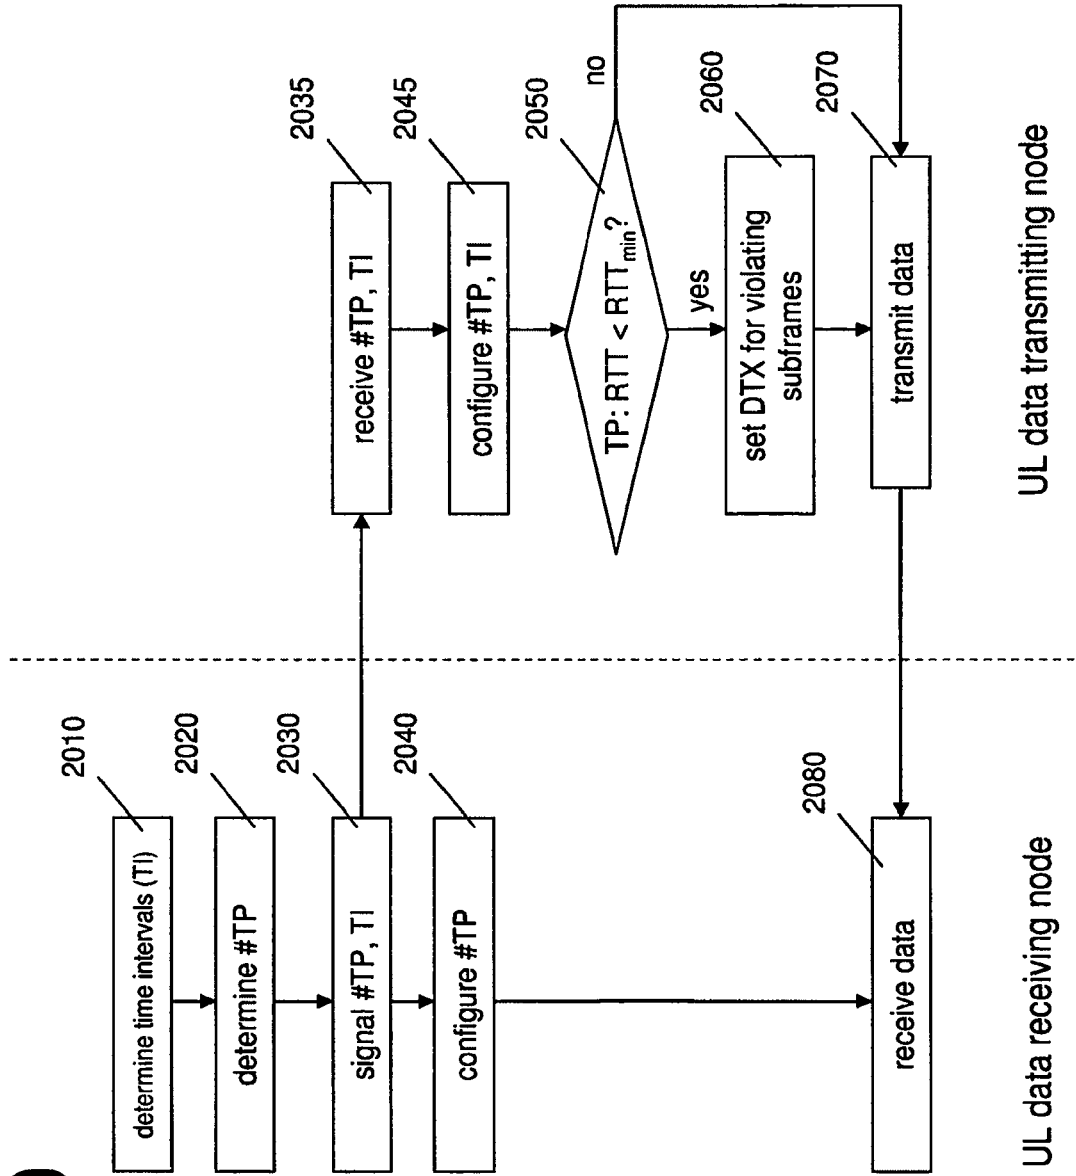 2010
determine time intervals (TI)
2020
determine #TP
2030
signal #TP, TI
2040
configure #TP
2080
receive data
UL data receiving node
2035
receive #TP, TI
2045
configure #TP, TI
2050
TP: RTT < RTTmin?
no
yes
2060
set DTX for violating
subframes
2070
transmit data
UL data transmitting node